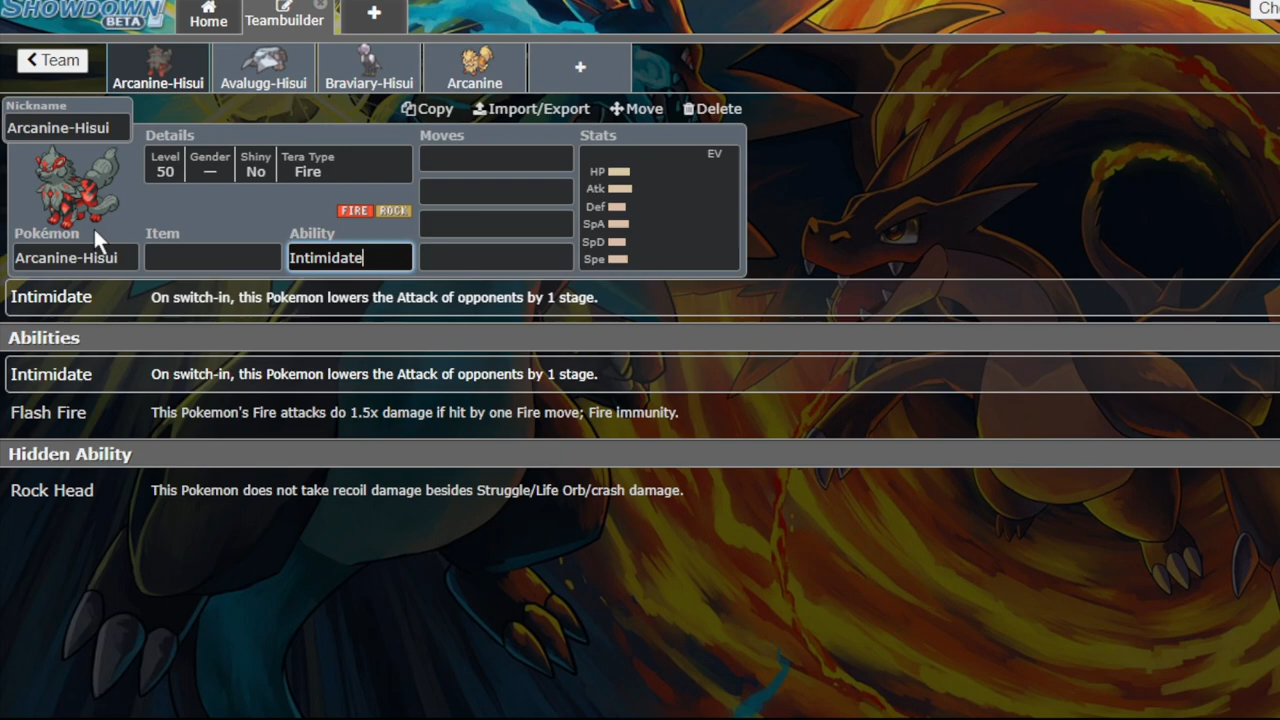 SHOWDOWN
BETA
Home
Teambuilder
+
Ch
Team
Arcanine-Hisui
Avalugg-Hisui
Braviary-Hisui
Arcanine
+
Copy Import/Export Move Delete
Nickname
Arcanine-Hisui
Details
Level Gender Shiny Tera Type
50 — No Fire
FIRE ROCK
Pokémon Item Ability
Arcanine-Hisui Intimidate
Moves
Stats
EV
HP
Atk
Def
SpA
SpD
Spe
Intimidate On switch-in, this Pokemon lowers the Attack of opponents by 1 stage.
Abilities
Intimidate On switch-in, this Pokemon lowers the Attack of opponents by 1 stage.
Flash Fire This Pokemon's Fire attacks do 1.5x damage if hit by one Fire move; Fire immunity.
Hidden Ability
Rock Head This Pokemon does not take recoil damage besides Struggle/Life Orb/crash damage.